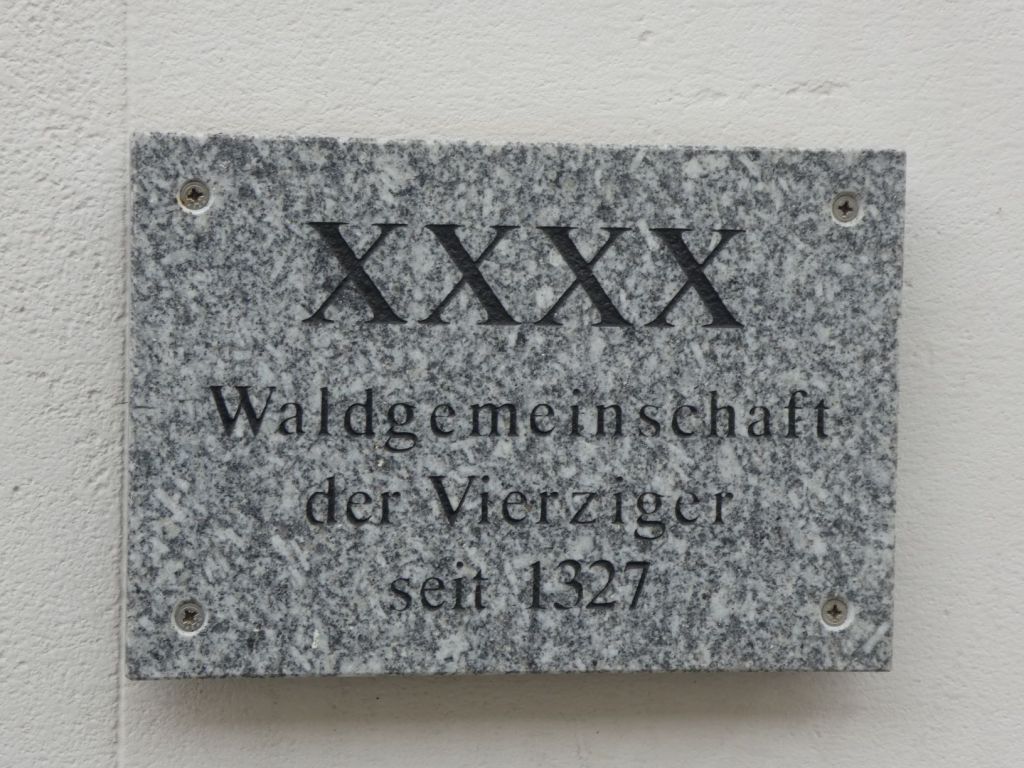 XXXX
Waldgemeinschaft
der Vierziger
seit 1327